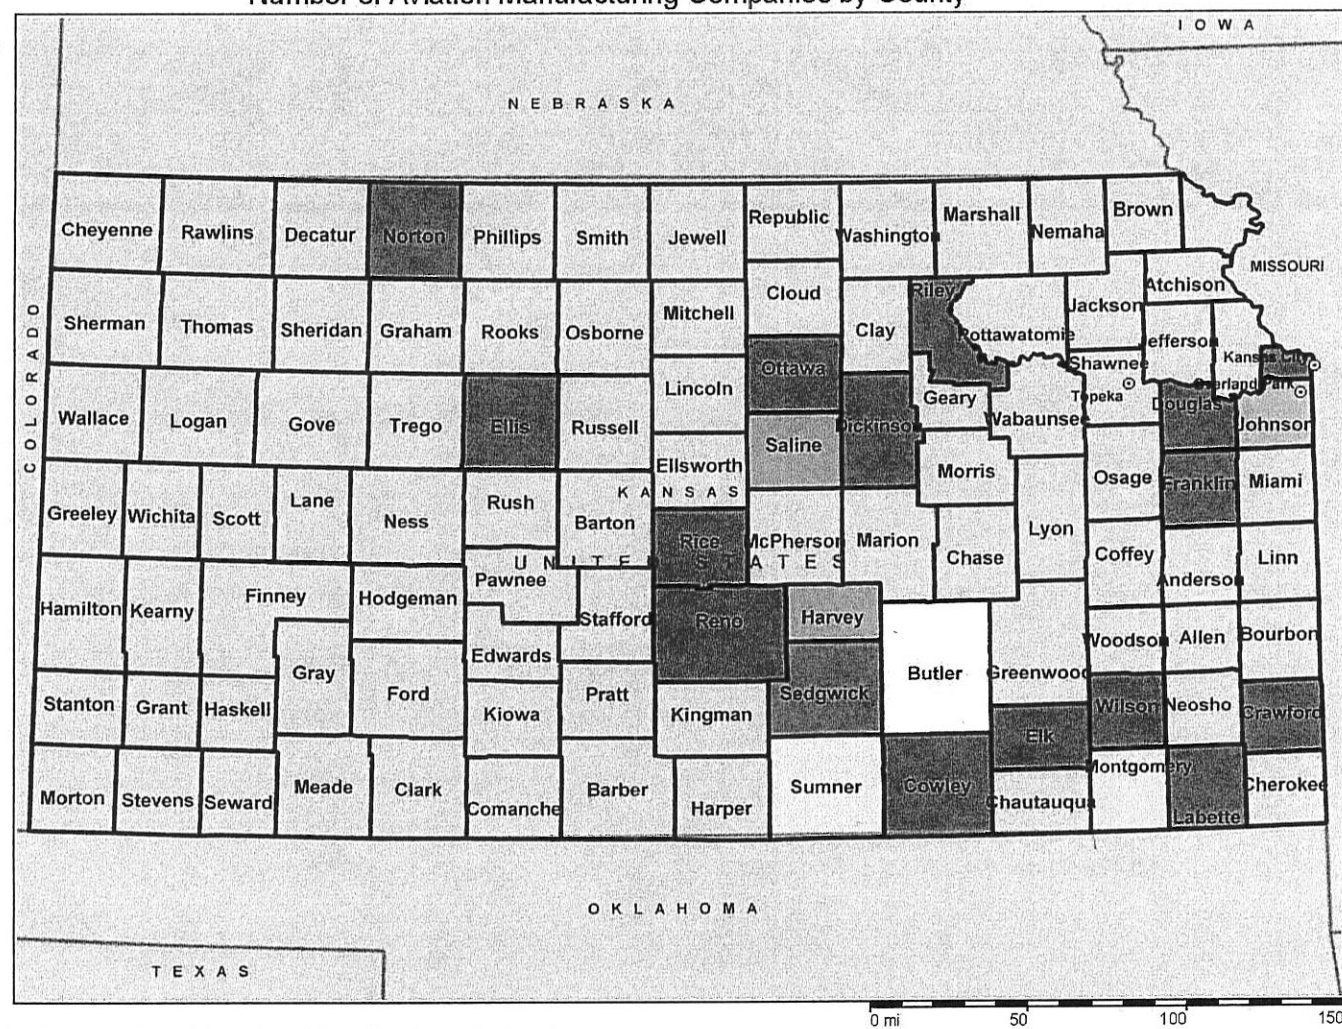 Number of Aviation Manufacturing Companies by County
IOWA
NEBRASKA
Cheyenne
Rawlins
Decatur
Norton
Phillips
Smith
Jewell
Republic
Washington
Marshall
Nemaha
Brown
MISSOURI
Atchison
COLORADO
Sherman
Thomas
Sheridan
Graham
Rooks
Osborne
Mitchell
Cloud
Clay
Riley
Pottawatomie
Jackson
Jefferson
Kansas City
Shawnee
Topeka
Overland Park
Wallace
Logan
Gove
Trego
Ellis
Russell
Lincoln
Ottawa
Saline
Dickinson
Geary
Wabaunsee
Douglas
Johnson
Ellsworth
KANSAS
Morris
Osage
Franklin
Miami
Greeley
Wichita
Scott
Lane
Ness
Rush
Barton
Rice
McPherson
Marion
Chase
Lyon
Coffey
Anderson
Linn
UNITED STATES
Hamilton
Kearny
Finney
Hodgeman
Pawnee
Stafford
Reno
Harvey
Butler
Greenwood
Woodson
Allen
Bourbon
Edwards
Gray
Ford
Stanton
Grant
Haskell
Kiowa
Pratt
Kingman
Sedgwick
Elk
Wilson
Neosho
Crawford
Morton
Stevens
Seward
Meade
Clark
Comanche
Barber
Harper
Sumner
Cowley
Chautauqua
Montgomery
Labette
Cherokee
OKLAHOMA
TEXAS
0 mi 50 100 150